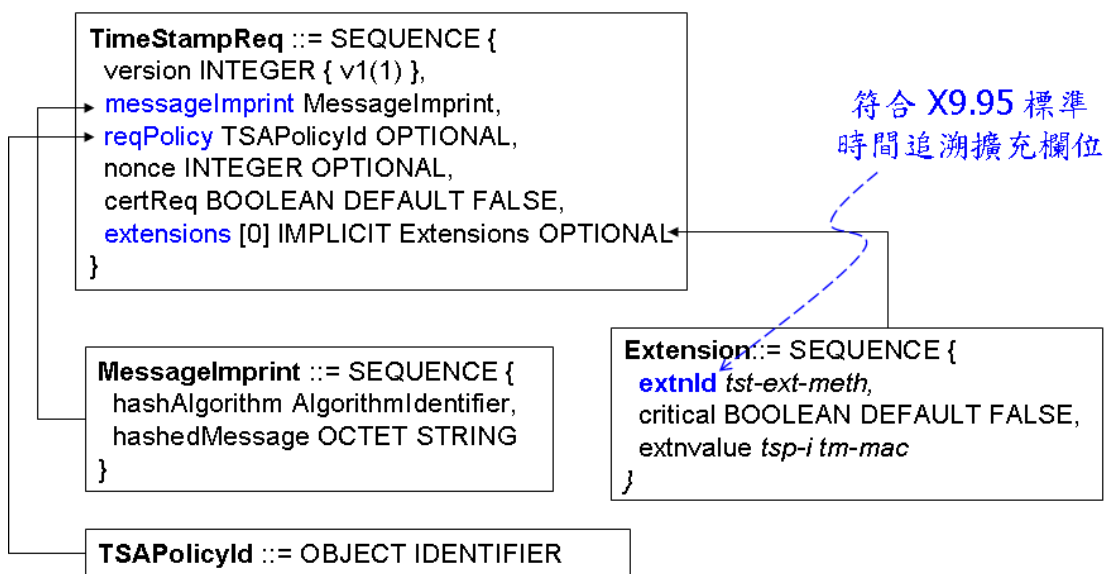 TimeStampReq ::= SEQUENCE {
version INTEGER { v1(1) },
messageImprint MessageImprint,
reqPolicy TSAPolicyId OPTIONAL,
nonce INTEGER OPTIONAL,
certReq BOOLEAN DEFAULT FALSE,
extensions [0] IMPLICIT Extensions OPTIONAL
}
符合 X9.95 標準
時間追溯擴充欄位
MessageImprint ::= SEQUENCE {
hashAlgorithm AlgorithmIdentifier,
hashedMessage OCTET STRING
}
Extension::= SEQUENCE {
extnId tst-ext-meth,
critical BOOLEAN DEFAULT FALSE,
extnvalue tsp-i tm-mac
}
TSAPolicyId ::= OBJECT IDENTIFIER